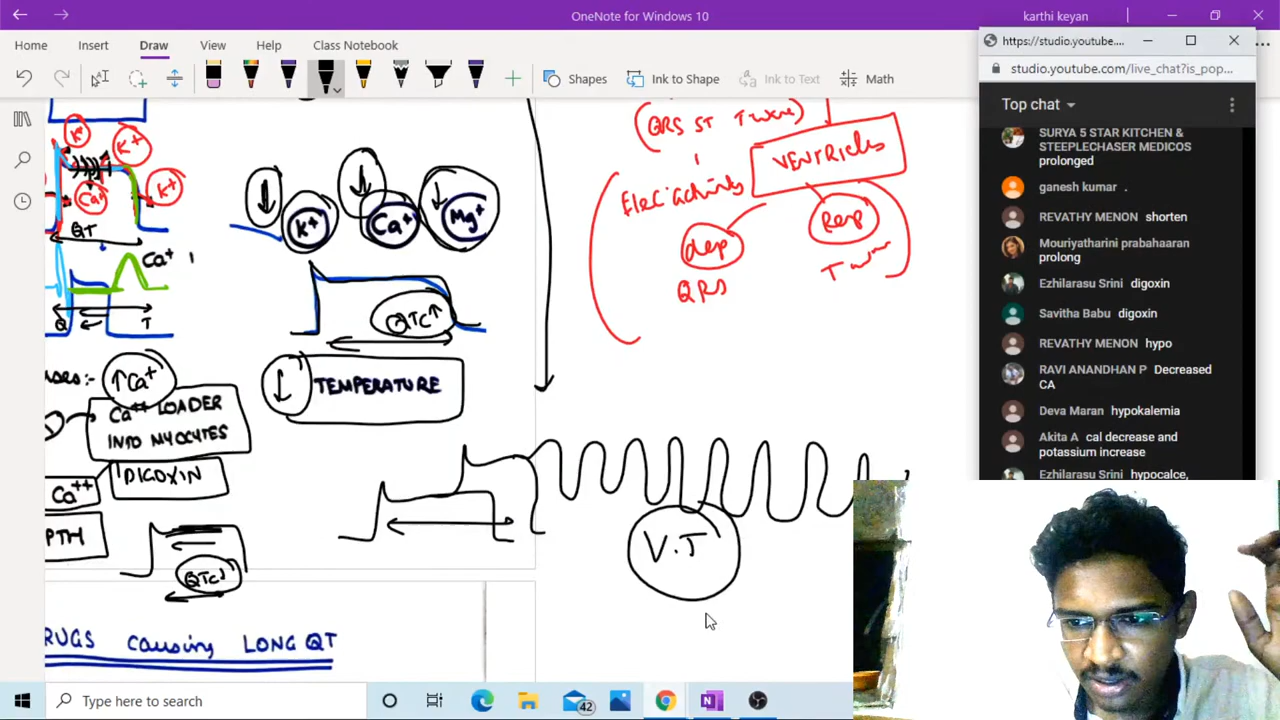 OneNote for Windows 10
karthi keyan
Home
Insert
Draw
View
Help
Class Notebook
Shapes
Ink to Shape
Ink to Text
Math
https://studio.youtube....
studio.youtube.com/live_chat?is_pop...
Top chat
SURYA 5 STAR KITCHEN &
STEEPLECHASER MEDICOS
prolonged
ganesh kumar .
REVATHY MENON shorten
Mouriyatharini prabahaaran
prolong
Ezhilarasu Srini digoxin
Savitha Babu digoxin
REVATHY MENON hypo
RAVI ANANDHAN P Decreased
CA
Deva Maran hypokalemia
Akita A cal decrease and
potassium increase
Ezhilarasu Srini hypocalce,
K+
K+
Ca++
K+
QT
Ca++
Q T
↓ ↓ ↓
K+ Ca++ Mg+
QTc↑
↓ TEMPERATURE
(QRS ST T wave)
VENTRICLES
Elec activity
dep
Rep
QRS
T wave
↑Ca+
Ca++ LOADER
INTO MYOCYTES
DIGOXIN
Ca++
PTH
QTc↓
V.T
RUGS causing LONG QT
Type here to search
42